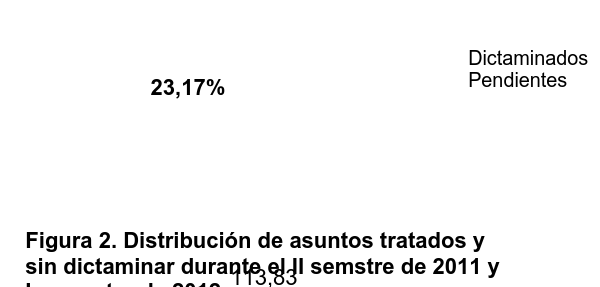 Dictaminados
23,17%
Pendientes
Figura 2. Distribución de asuntos tratados y
sin dictaminar durante el II semstre de 2011 y
113,83